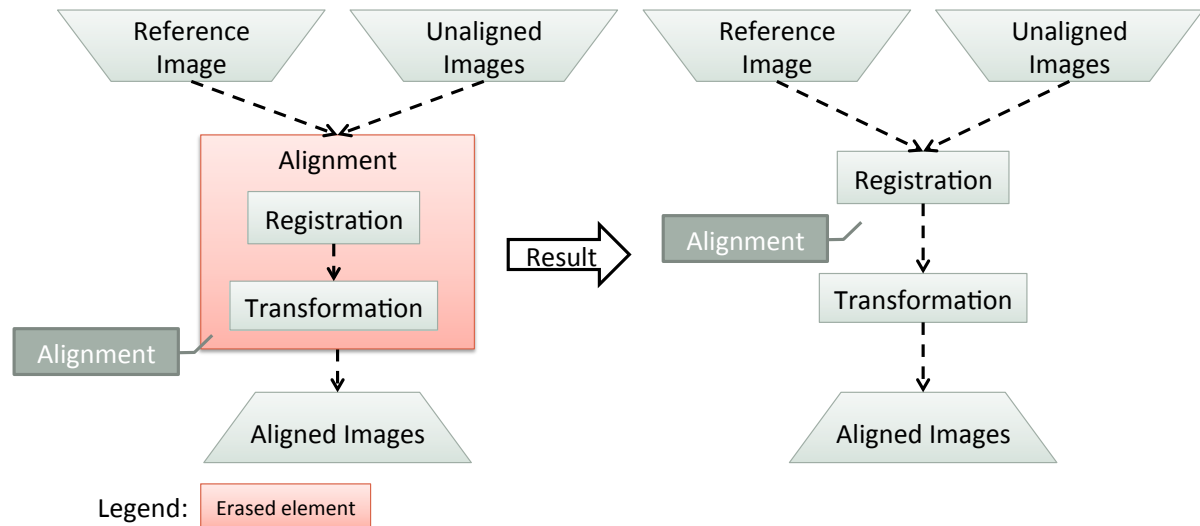 Reference
Image
Unaligned
Images
Alignment
Registration
Transformation
Alignment
Aligned Images
Legend:
Erased element
Result
Reference
Image
Unaligned
Images
Registration
Alignment
Transformation
Aligned Images